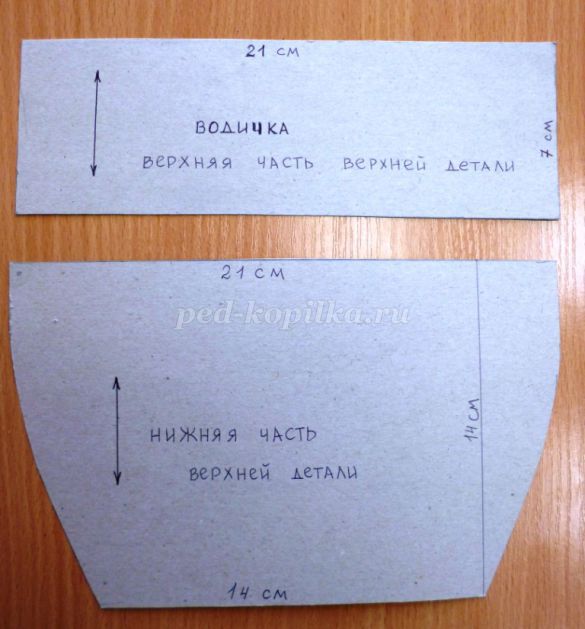 21 см
ВОДИЧКА
7 см
ВЕРХНЯЯ ЧАСТЬ ВЕРХНЕЙ ДЕТАЛИ
21 см
ped-kopilka.ru
14 см
НИЖНЯЯ ЧАСТЬ
ВЕРХНЕЙ ДЕТАЛИ
14 см